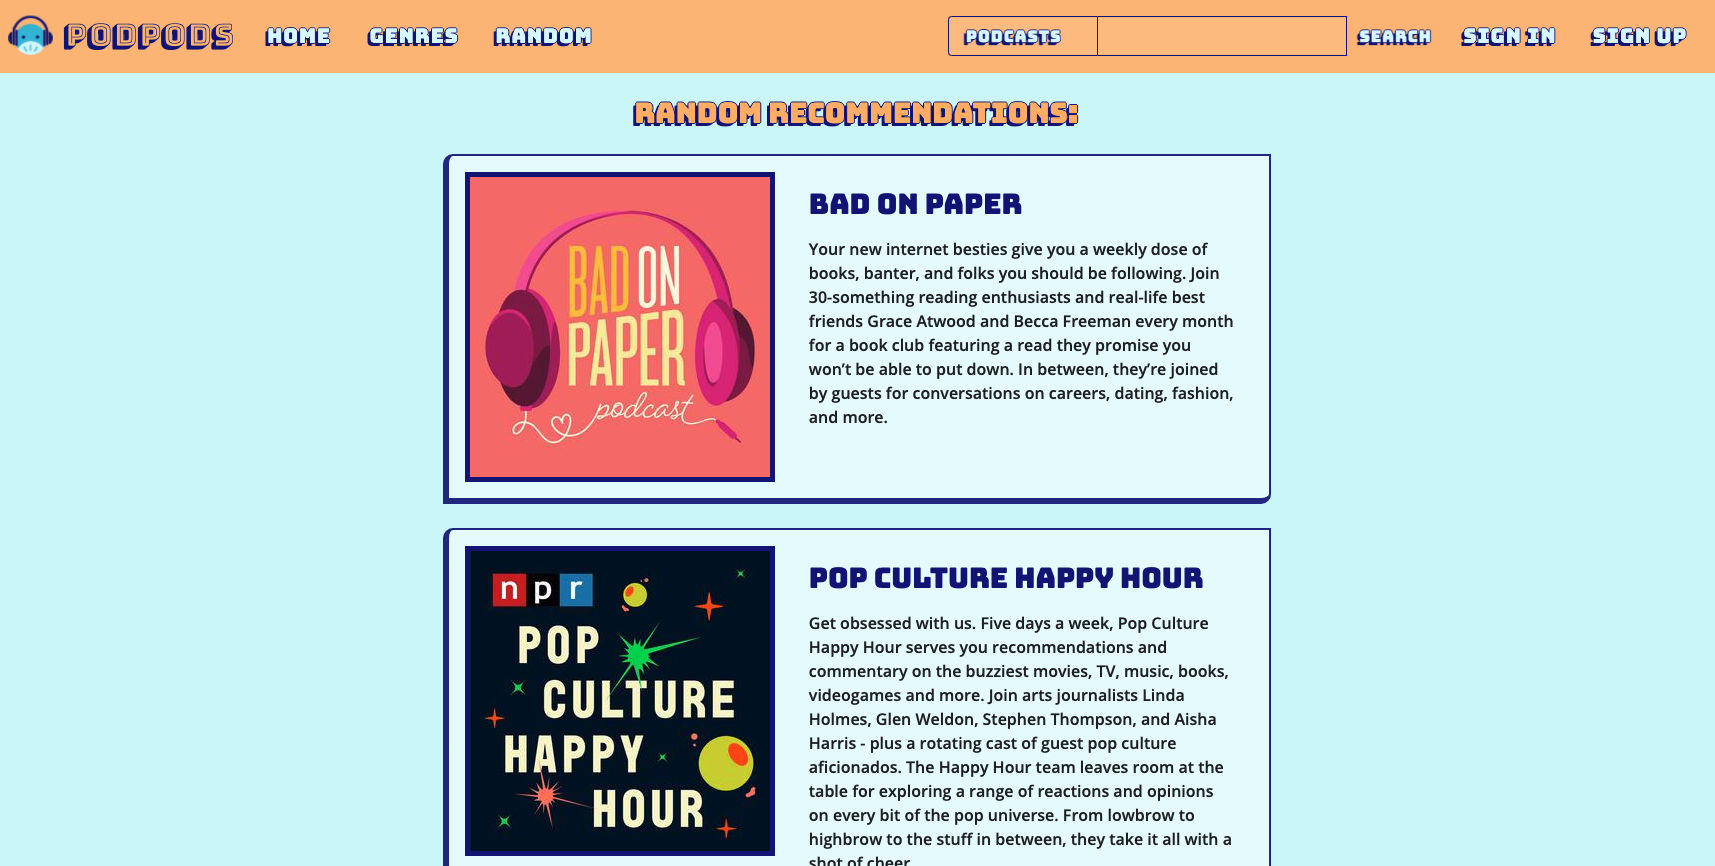 PODPODS HOME GENRES RANDOM PODCASTS SEARCH SIGN IN SIGN UP
RANDOM RECOMMENDATIONS:
BAD ON
PAPER
podcast
BAD ON PAPER
Your new internet besties give you a weekly dose of
books, banter, and folks you should be following. Join
30-something reading enthusiasts and real-life best
friends Grace Atwood and Becca Freeman every month
for a book club featuring a read they promise you
won’t be able to put down. In between, they’re joined
by guests for conversations on careers, dating, fashion,
and more.
npr
POP
CULTURE
HAPPY
HOUR
POP CULTURE HAPPY HOUR
Get obsessed with us. Five days a week, Pop Culture
Happy Hour serves you recommendations and
commentary on the buzziest movies, TV, music, books,
videogames and more. Join arts journalists Linda
Holmes, Glen Weldon, Stephen Thompson, and Aisha
Harris - plus a rotating cast of guest pop culture
aficionados. The Happy Hour team leaves room at the
table for exploring a range of reactions and opinions
on every bit of the pop universe. From lowbrow to
highbrow to the stuff in between, they take it all with a
shot of cheer.